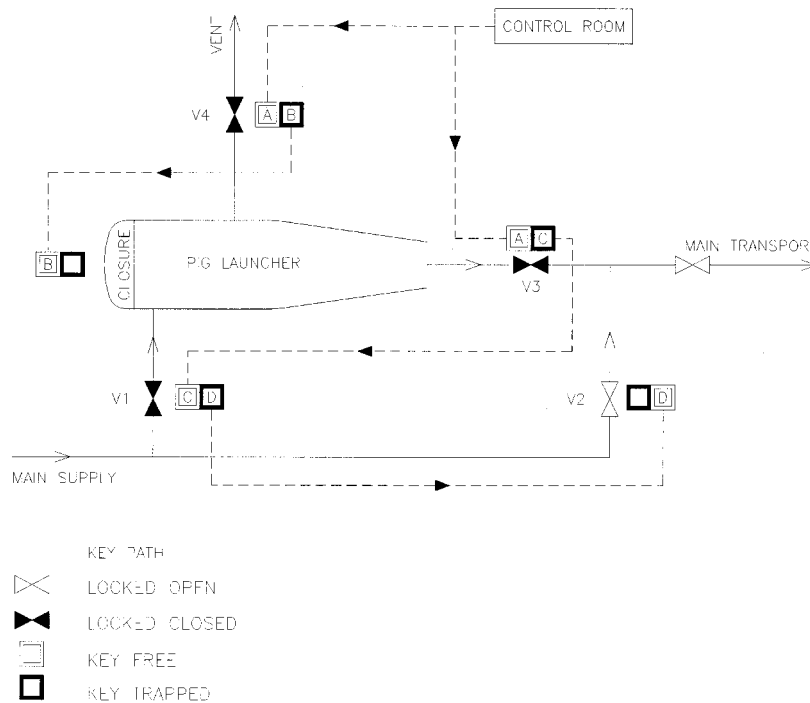 CONTROL ROOM
VENT
V4
A B
B
CLOSURE
PIG LAUNCHER
A C
V3
MAIN TRANSPOR
V1
C D
V2
D
MAIN SUPPLY
KEY PATH
LOCKED OPEN
LOCKED CLOSED
KEY FREE
KEY TRAPPED